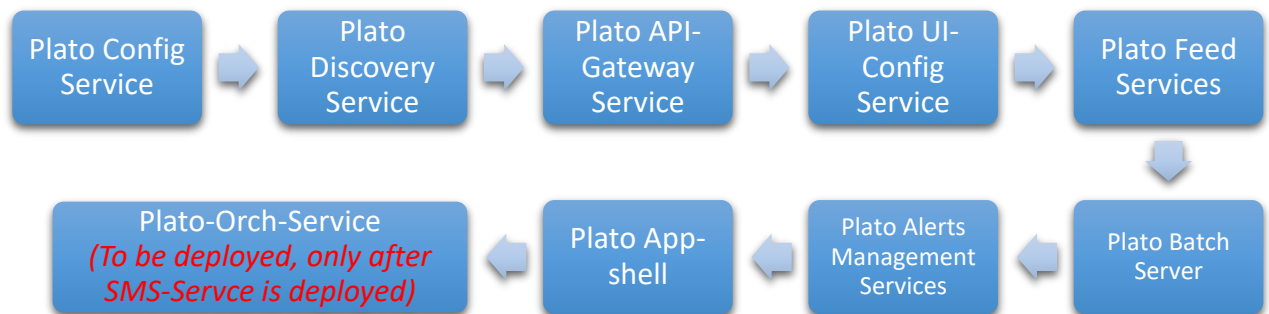 Plato Config
Service
Plato
Discovery
Service
Plato API-
Gateway
Service
Plato UI-
Config
Service
Plato Feed
Services
Plato Batch
Server
Plato Alerts
Management
Services
Plato App-
shell
Plato-Orch-Service
(To be deployed, only after
SMS-Servce is deployed)